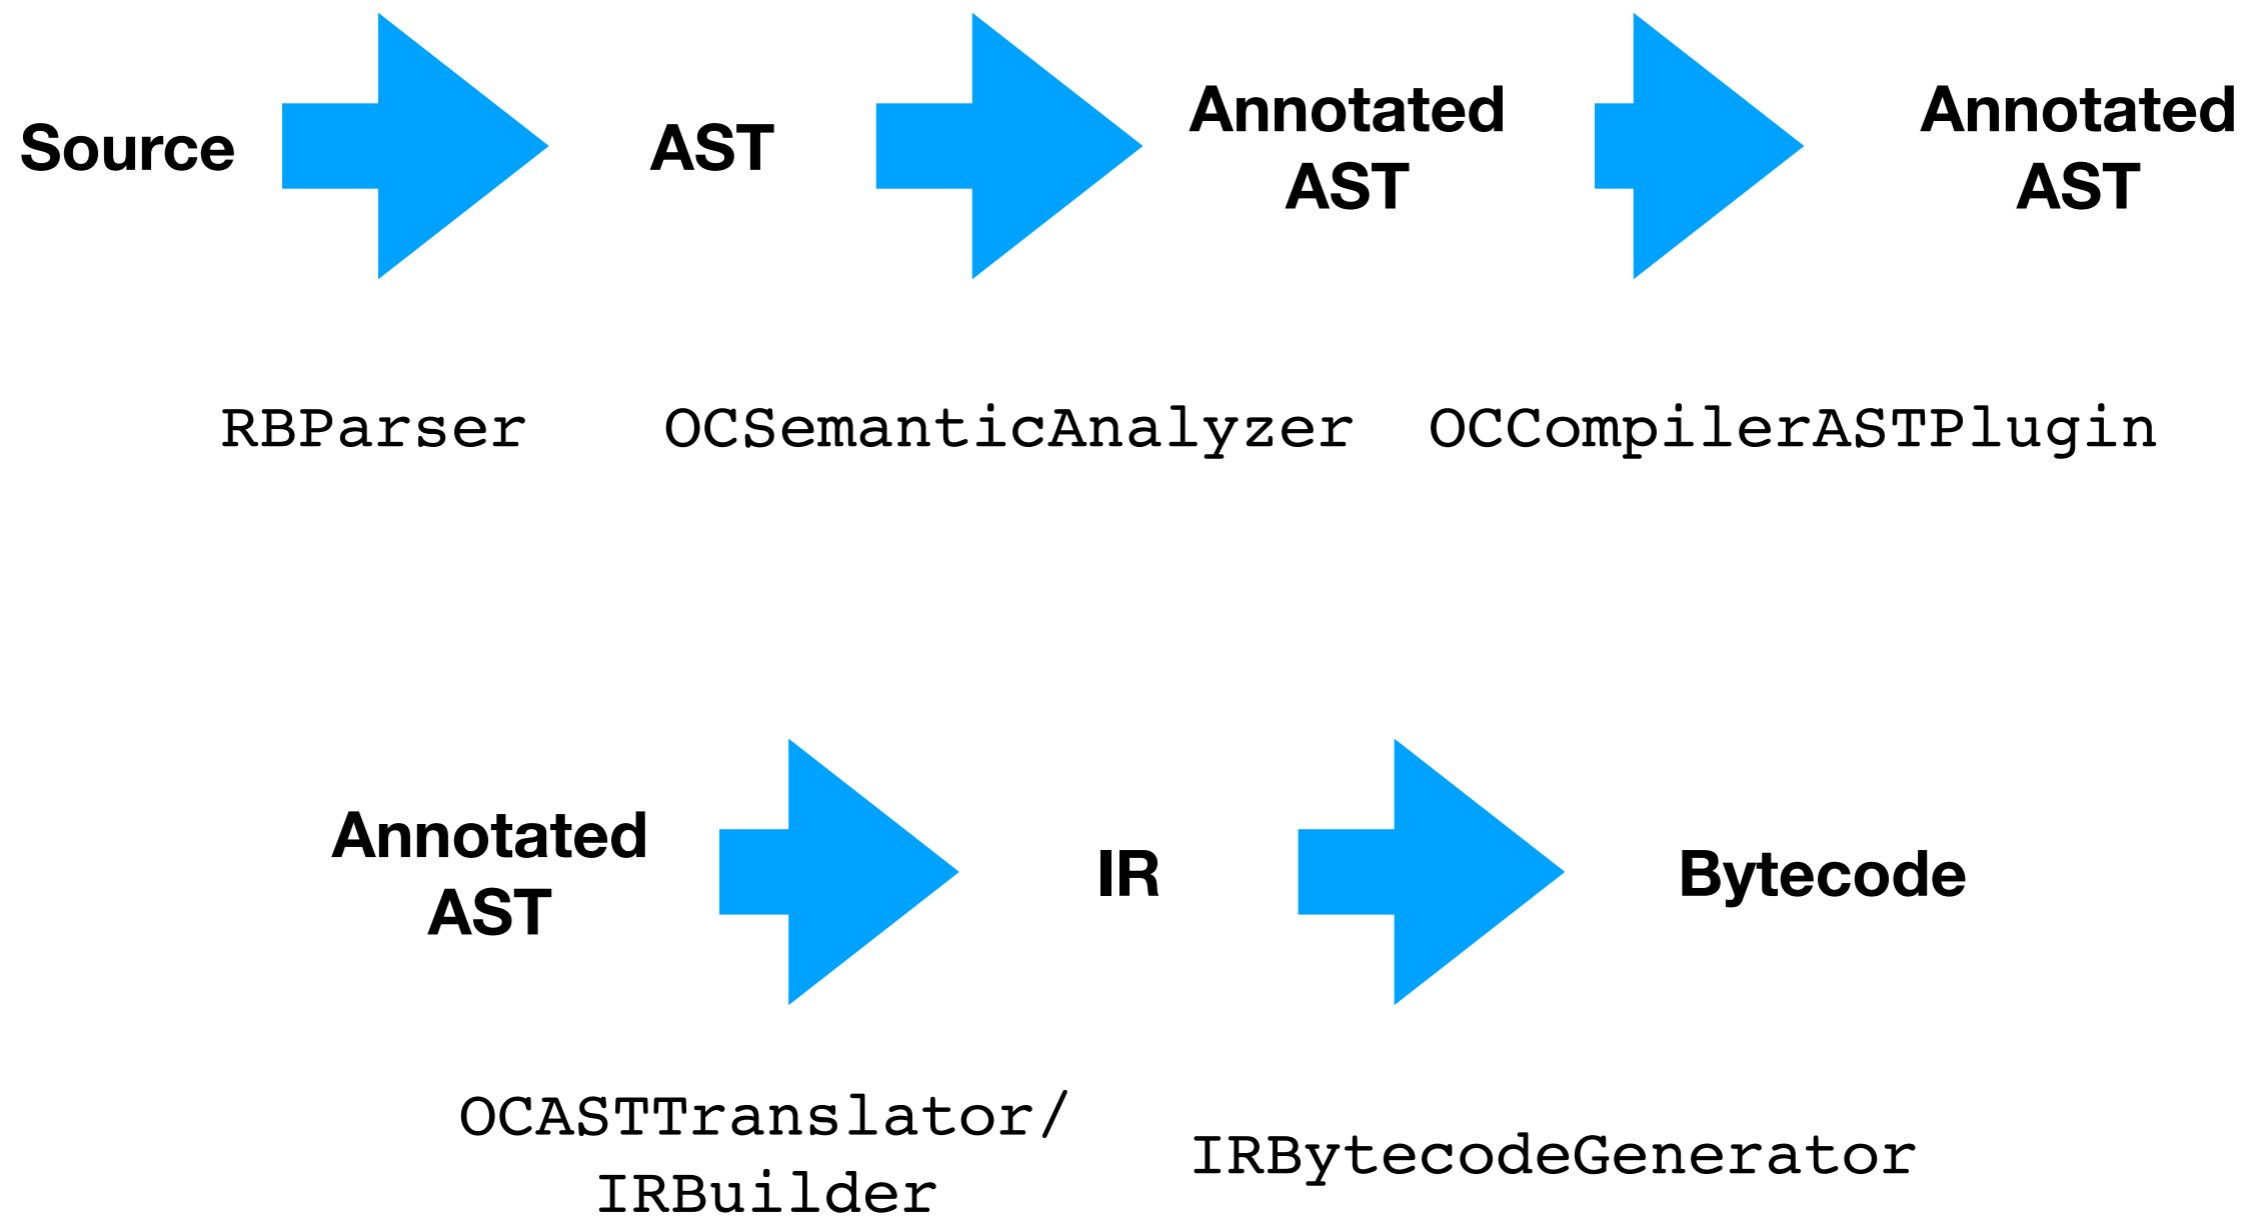 Source
AST
Annotated
AST
Annotated
AST
RBParser
OCSemanticAnalyzer
OCCompilerASTPlugin
Annotated
AST
IR
Bytecode
OCASTTranslator/
IRBuilder
IRBytecodeGenerator